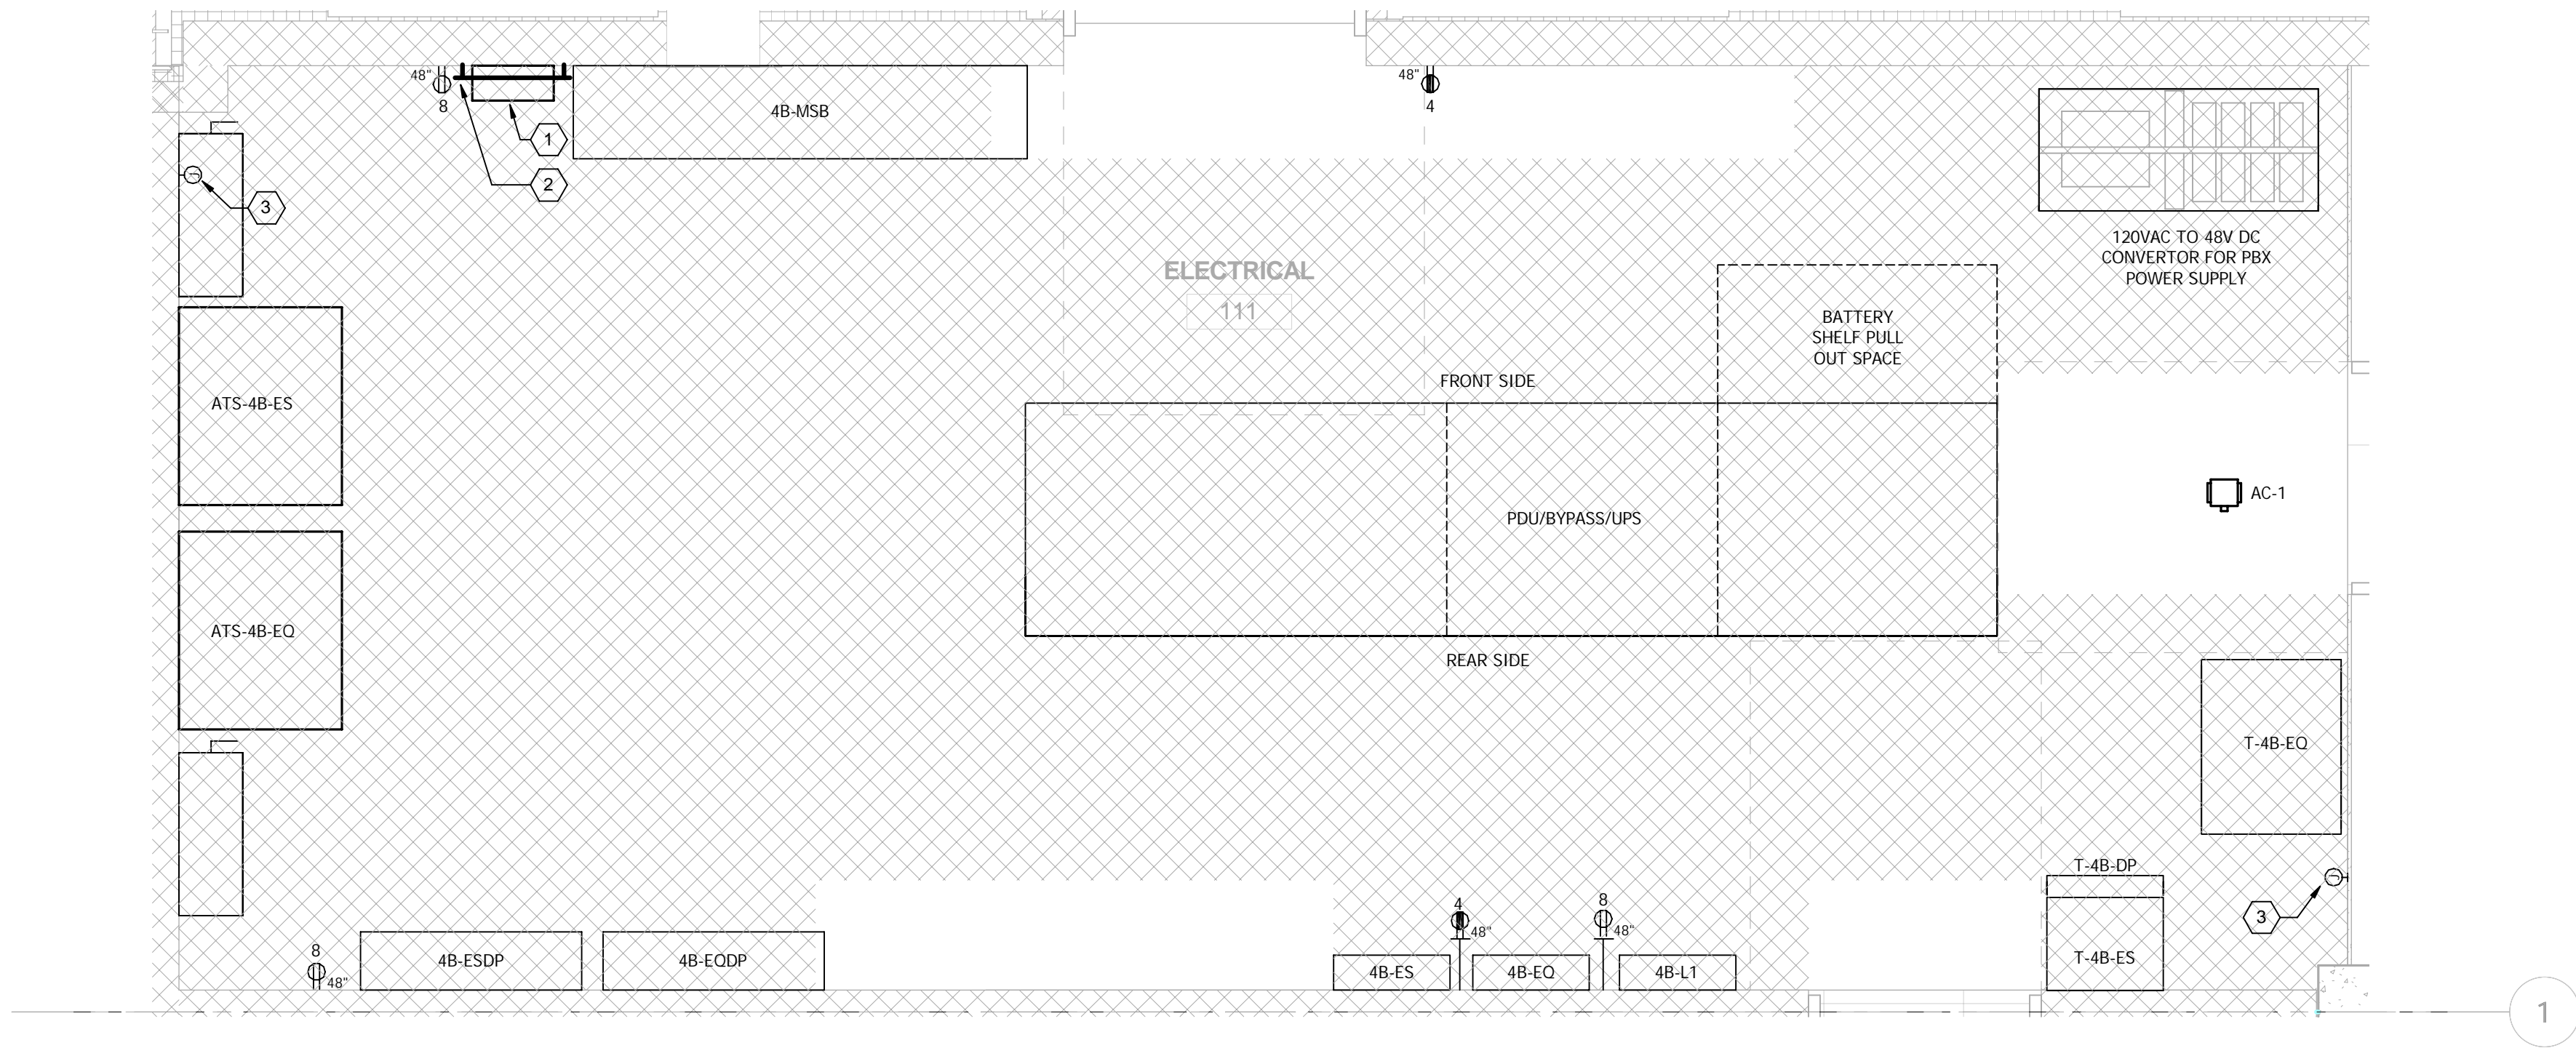 48"
8
1
2
3
4B-MSB
48"
4
120VAC TO 48V DC
CONVERTOR FOR PBX
POWER SUPPLY
ELECTRICAL
111
BATTERY
SHELF PULL
OUT SPACE
FRONT SIDE
ATS-4B-ES
AC-1
PDU/BYPASS/UPS
ATS-4B-EQ
REAR SIDE
T-4B-EQ
T-4B-DP
J
J
3
T-4B-ES
8
48"
4B-ESDP
4B-EQDP
4
48"
8
48"
4B-ES
4B-EQ
4B-L1
1